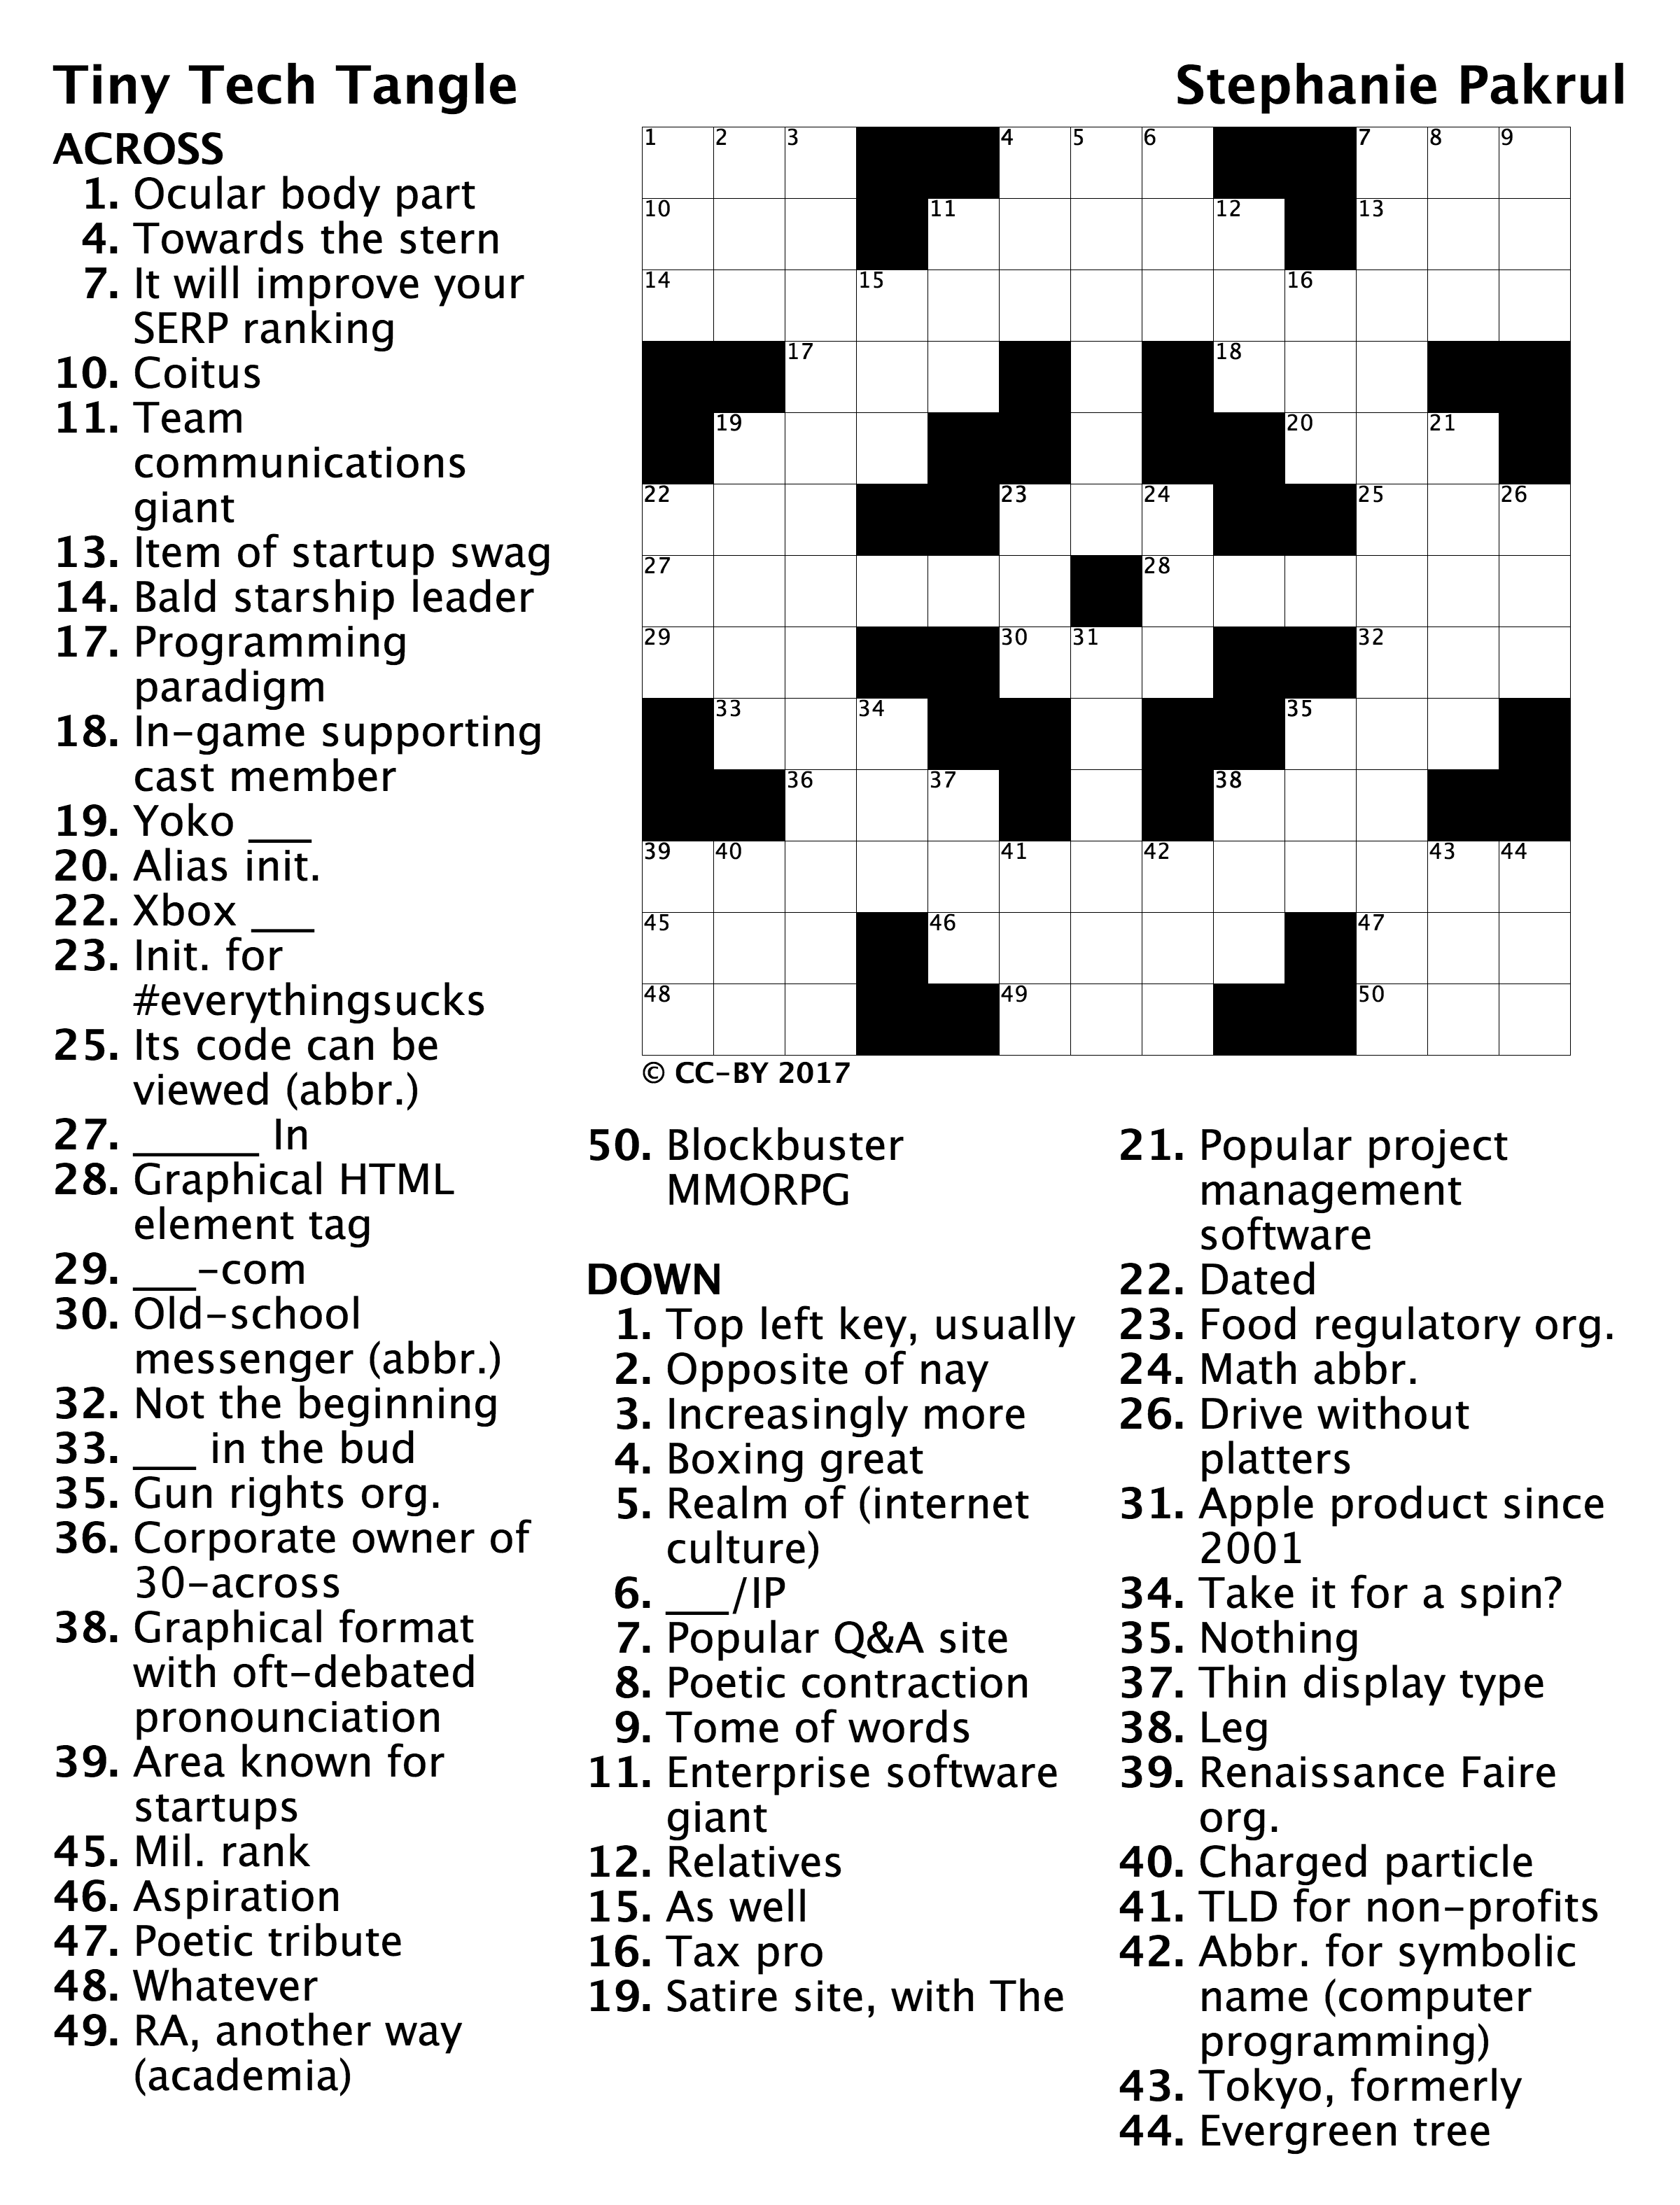 Tiny Tech Tangle
Stephanie Pakrul
ACROSS
1. Ocular body part
4. Towards the stern
7. It will improve your
SERP ranking
10. Coitus
11. Team
communications
giant
13. Item of startup swag
14. Bald starship leader
17. Programming
paradigm
18. In-game supporting
cast member
19. Yoko ___
20. Alias init.
22. Xbox ___
23. Init. for
#everythingsucks
25. Its code can be
viewed (abbr.)
27. ______ In
28. Graphical HTML
element tag
29. ___-com
30. Old-school
messenger (abbr.)
32. Not the beginning
33. ___ in the bud
35. Gun rights org.
36. Corporate owner of
30-across
38. Graphical format
with oft-debated
pronounciation
39. Area known for
startups
45. Mil. rank
46. Aspiration
47. Poetic tribute
48. Whatever
49. RA, another way
(academia)
1 2 3 4 5 6 7 8 9
10 11 12 13
14 15 16
17 18
19 20 21
22 23 24 25 26
27 28
29 30 31 32
33 34 35
36 37 38
39 40 41 42 43 44
45 46 47
48 49 50
© CC-BY 2017
50. Blockbuster
MMORPG
DOWN
1. Top left key, usually
2. Opposite of nay
3. Increasingly more
4. Boxing great
5. Realm of (internet
culture)
6. ___/IP
7. Popular Q&A site
8. Poetic contraction
9. Tome of words
11. Enterprise software
giant
12. Relatives
15. As well
16. Tax pro
19. Satire site, with The
21. Popular project
management
software
22. Dated
23. Food regulatory org.
24. Math abbr.
26. Drive without
platters
31. Apple product since
2001
34. Take it for a spin?
35. Nothing
37. Thin display type
38. Leg
39. Renaissance Faire
org.
40. Charged particle
41. TLD for non-profits
42. Abbr. for symbolic
name (computer
programming)
43. Tokyo, formerly
44. Evergreen tree